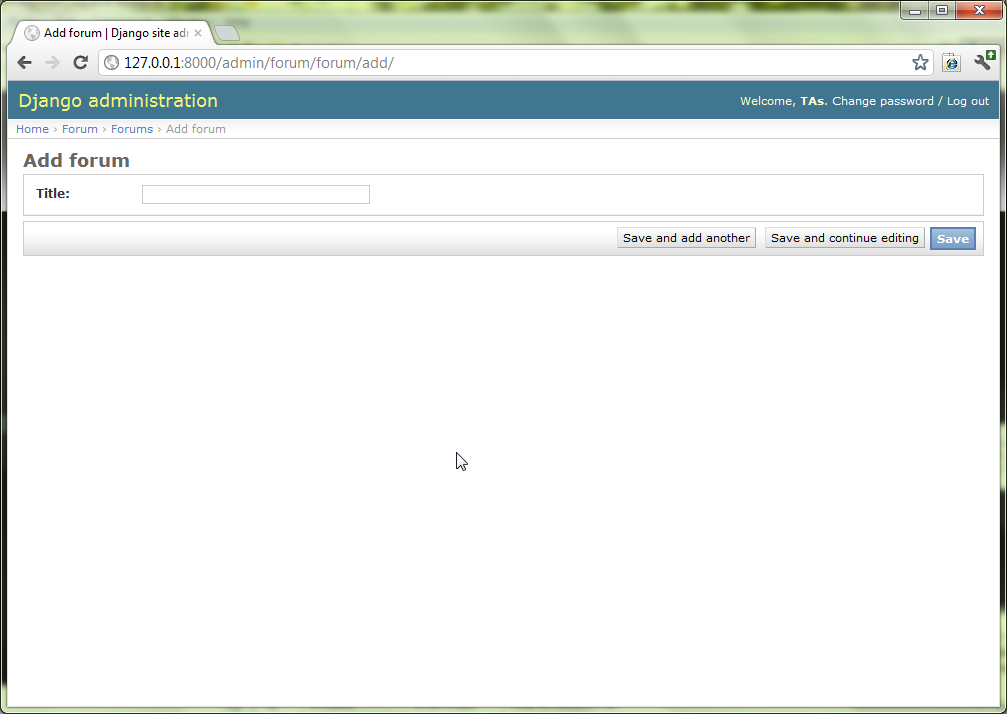 Add forum | Django site adr
127.0.0.1:8000/admin/forum/forum/add/
Django administration
Welcome, TAs. Change password / Log out
Home › Forum › Forums › Add forum
Add forum
Title:
Save and add another Save and continue editing Save